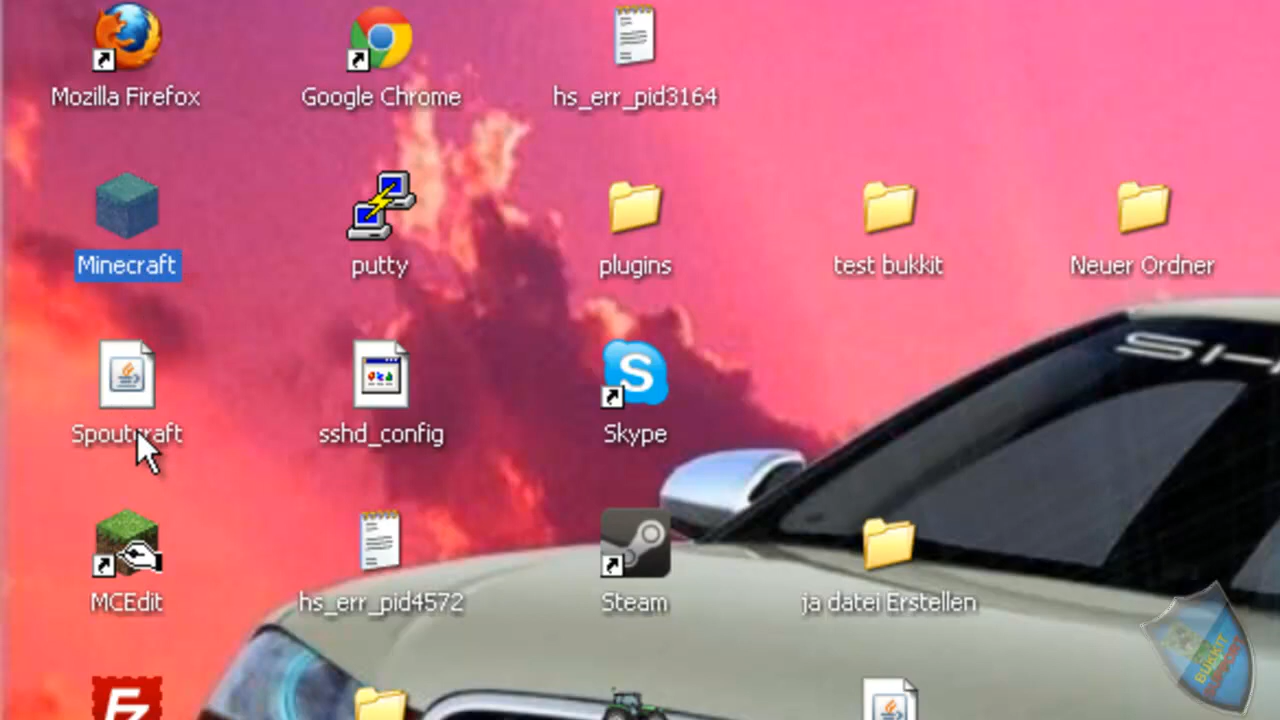 Mozilla Firefox
Google Chrome
hs_err_pid3164
Minecraft
putty
plugins
test bukkit
Neuer Ordner
Spoutcraft
sshd_config
Skype
MCEdit
hs_err_pid4572
Steam
ja datei Erstellen
BUKKIT